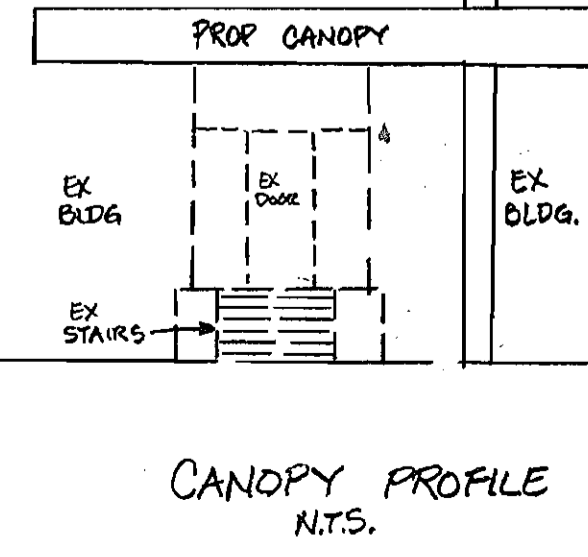 PROP CANOPY
EX
BLDG
EX
DOOR
EX
BLDG.
EX
STAIRS
CANOPY PROFILE
N.T.S.